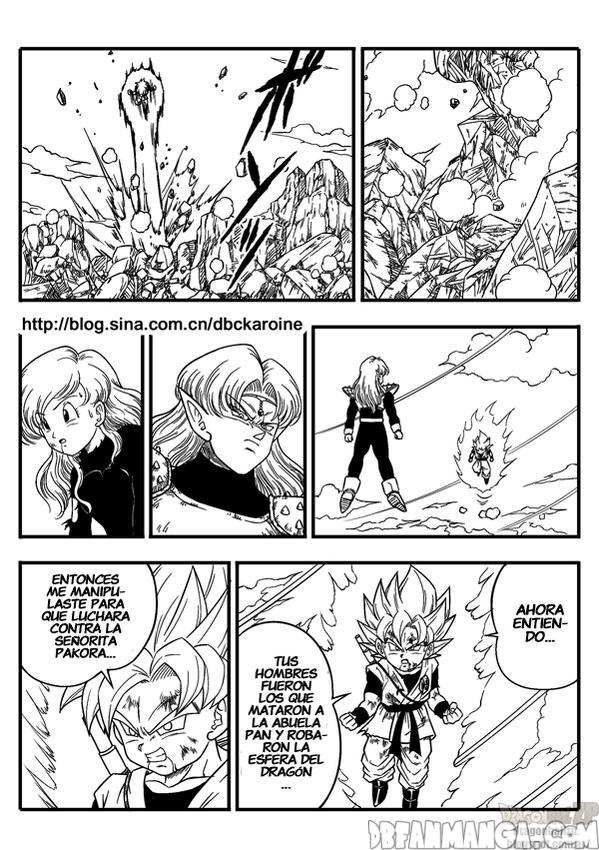 http://blog.sina.com.cn/dbckaroine
AHORA
ENTIEN-
DO...
TUS
HOMBRES
FUERON
LOS QUE
MATARON
A LA ABUELA
PAN Y ROBA-
RON LA
ESFERA DEL
DRAGÓN
...
ENTONCES
ME MANIPU-
LASTE PARA
QUE LUCHARA
CONTRA LA
SEÑORITA
PAKORA...
DBFANMANGA.COM